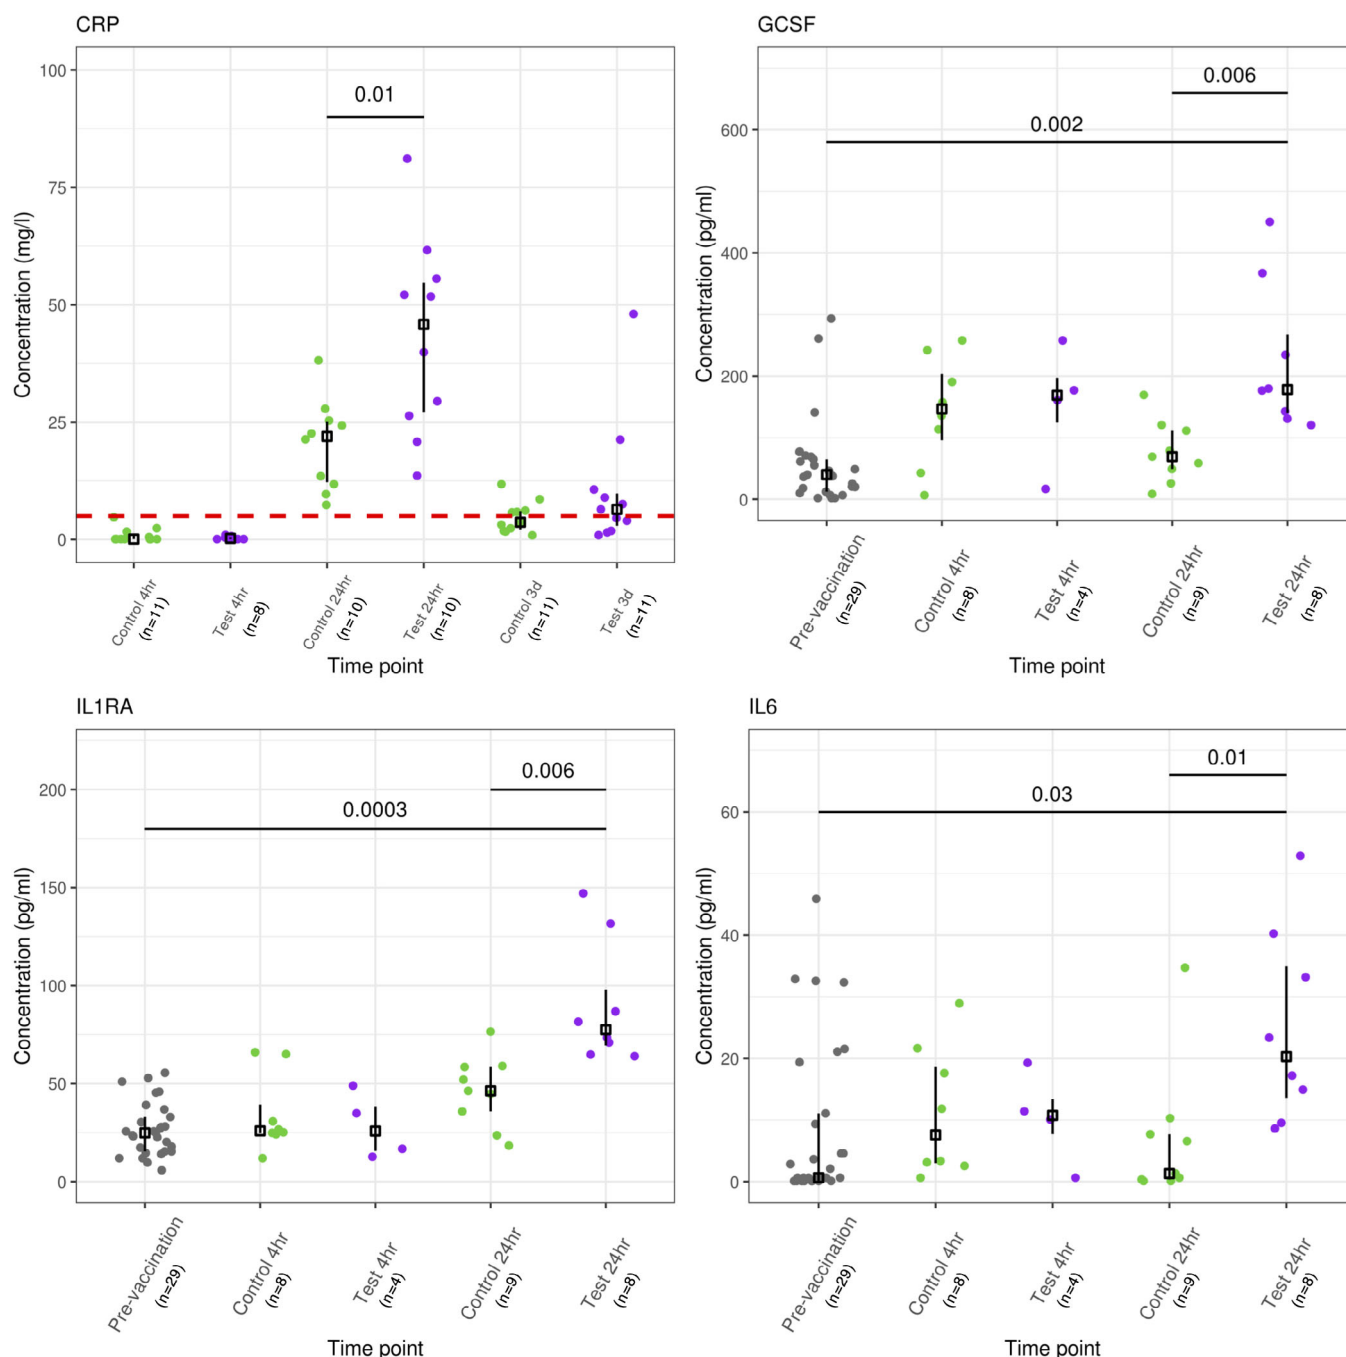 CRP
100
75
50
25
0
Concentration (mg/l)
0.01
Control 4hr
(n=11)
Test 4hr
(n=8)
Control 24hr
(n=10)
Test 24hr
(n=10)
Control 3d
(n=11)
Test 3d
(n=11)
Time point
GCSF
600
400
200
0
Concentration (pg/ml)
0.006
0.002
Pre-vaccination
(n=29)
Control 4hr
(n=8)
Test 4hr
(n=4)
Control 24hr
(n=9)
Test 24hr
(n=8)
Time point
IL1RA
200
150
100
50
0
Concentration (pg/ml)
0.006
0.0003
Pre-vaccination
(n=29)
Control 4hr
(n=8)
Test 4hr
(n=4)
Control 24hr
(n=9)
Test 24hr
(n=8)
Time point
IL6
60
40
20
0
Concentration (pg/ml)
0.01
0.03
Pre-vaccination
(n=29)
Control 4hr
(n=8)
Test 4hr
(n=4)
Control 24hr
(n=9)
Test 24hr
(n=8)
Time point